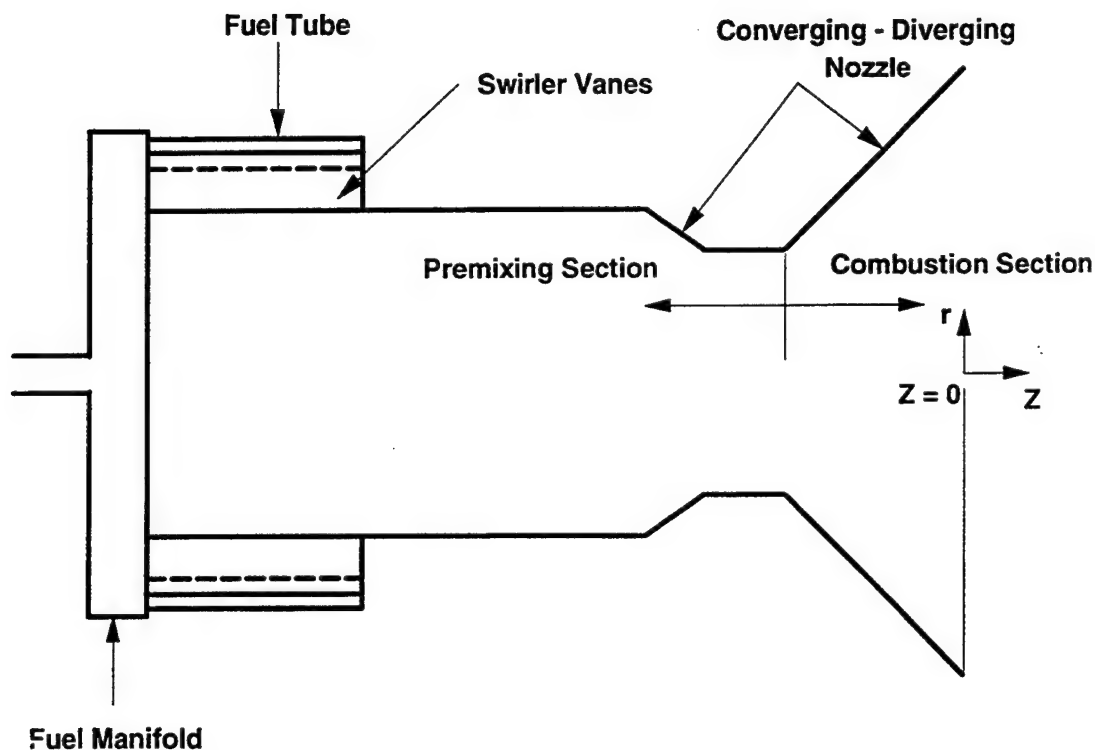 Fuel Tube
Converging - Diverging
Nozzle
Swirler Vanes
Premixing Section
Combustion Section
r
Z = 0
Z
Fuel Manifold